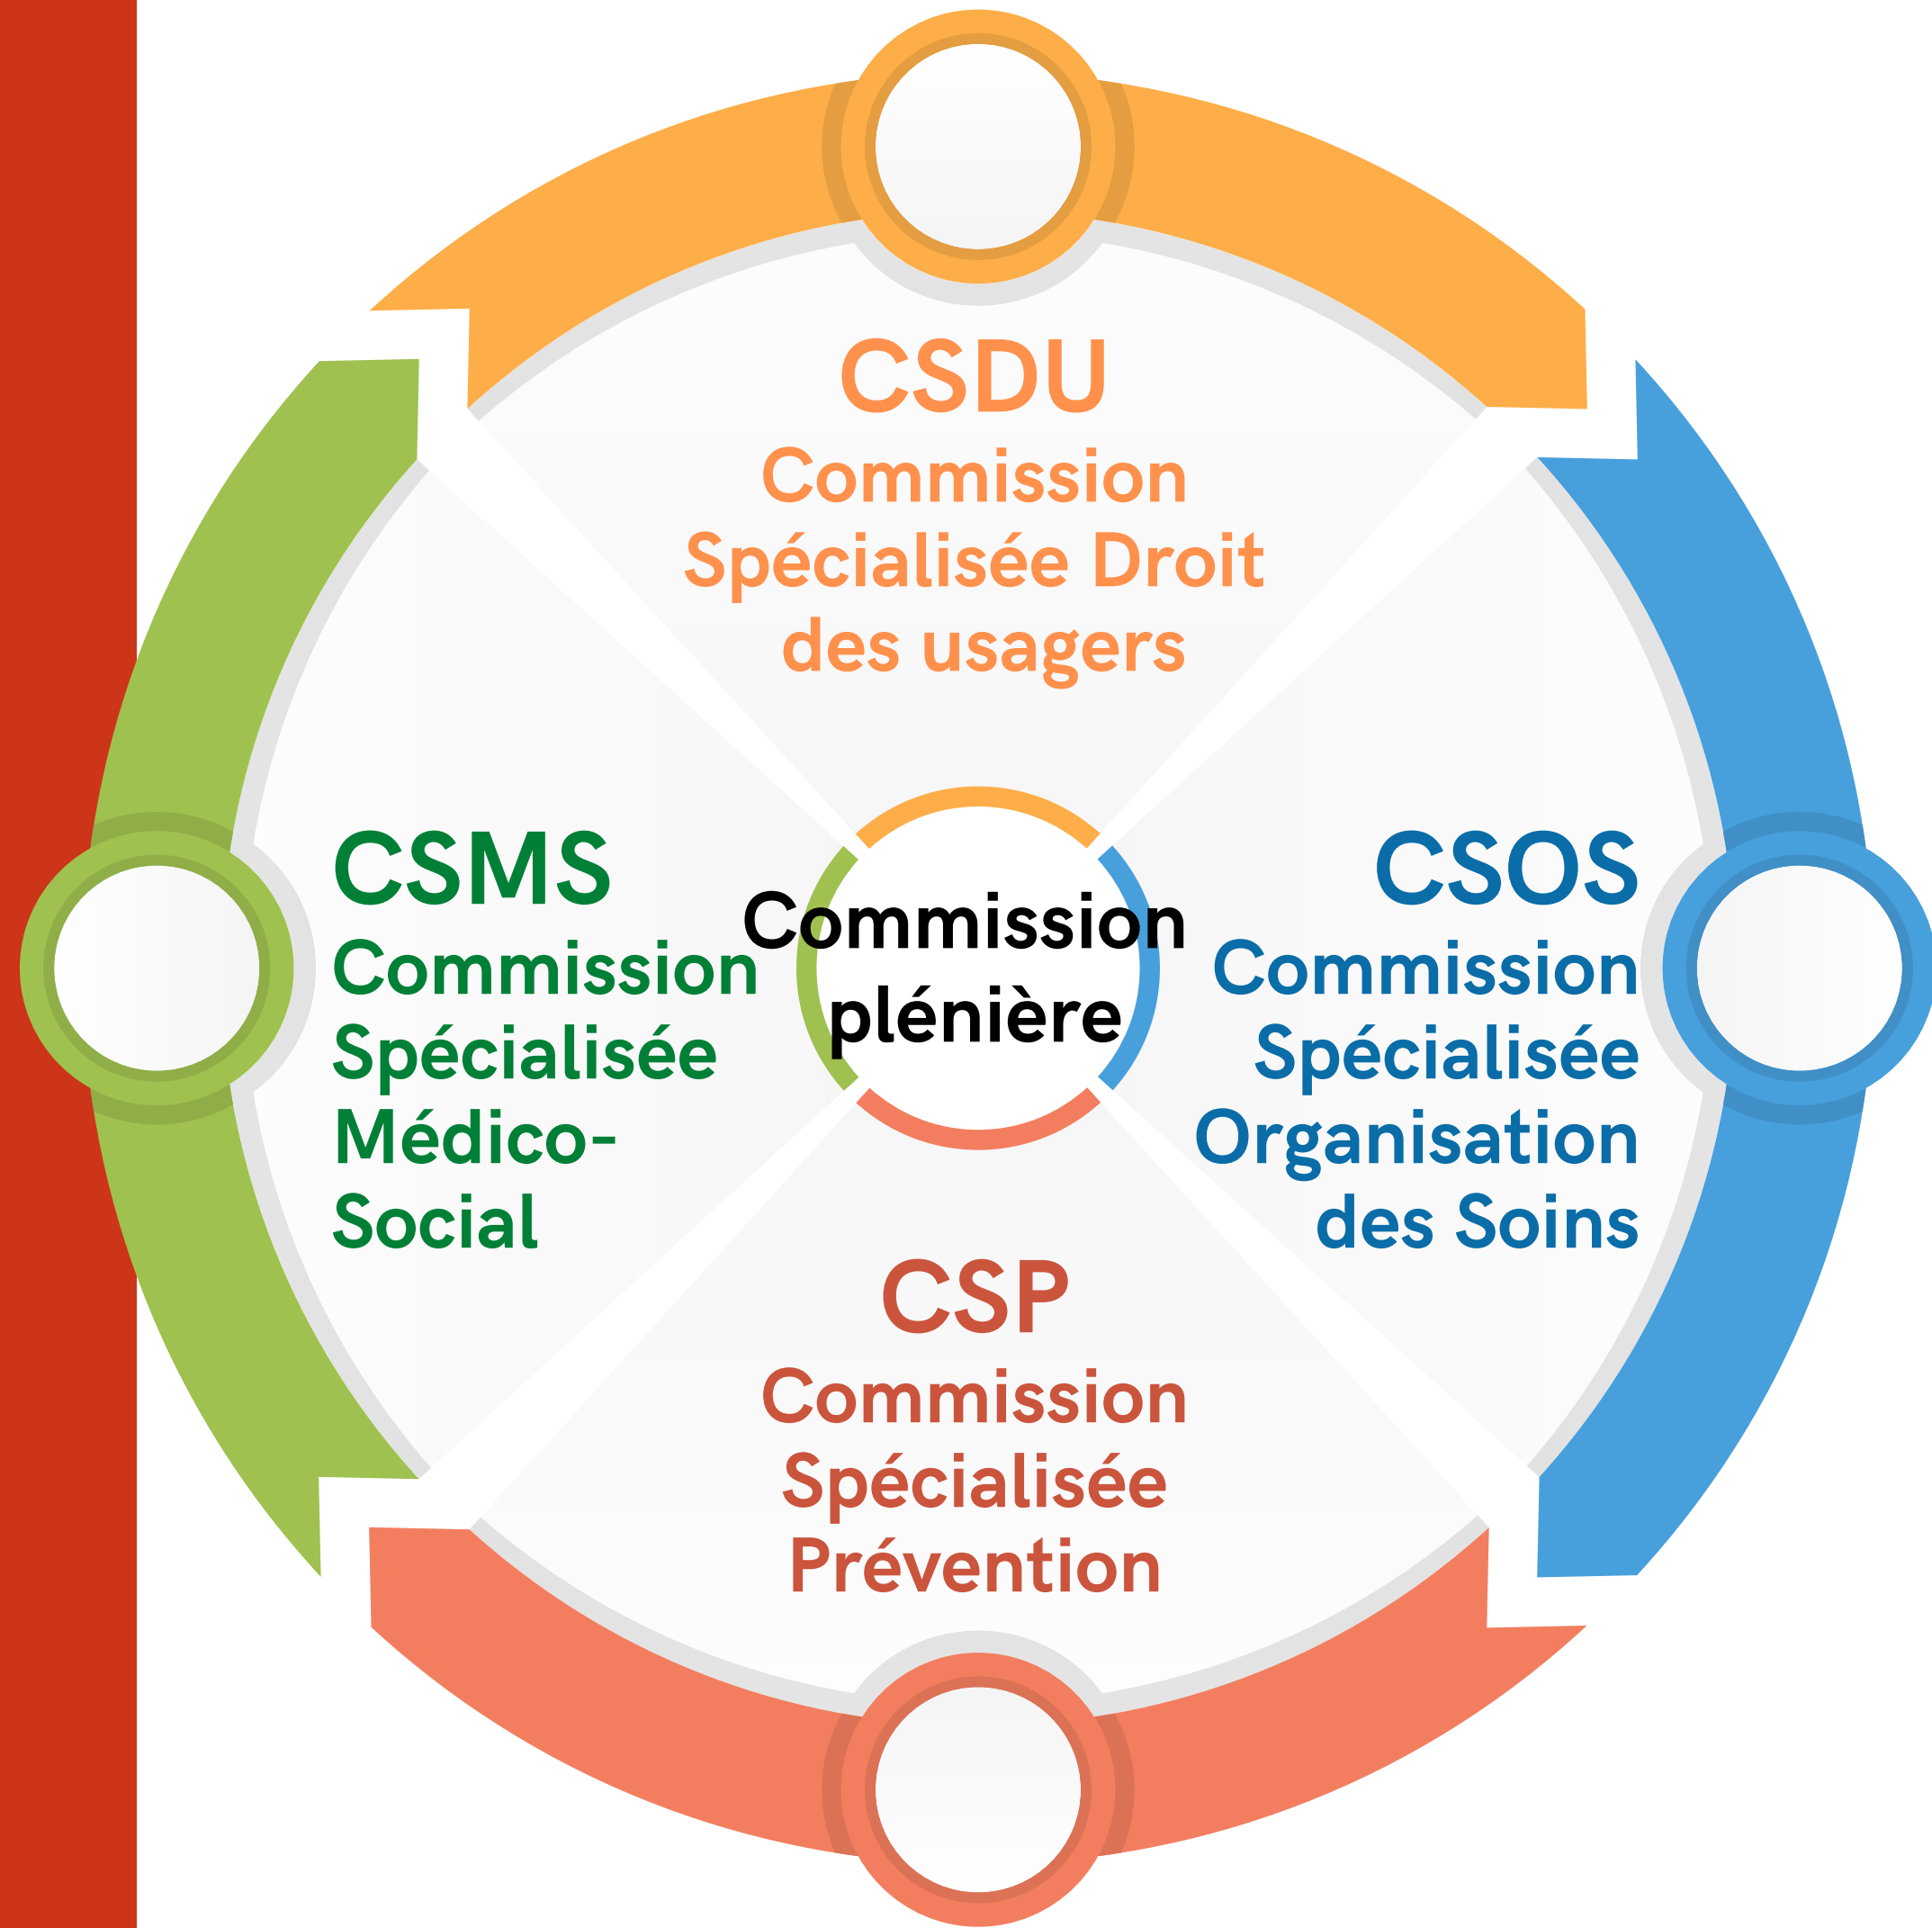 CSDU
Commission
Spécialisée Droit
des usagers
CSMS
Commission
Spécialisée
Médico-
Social
Commission
plénière
CSOS
Commission
Spécialisée
Organisation
des Soins
CSP
Commission
Spécialisée
Prévention